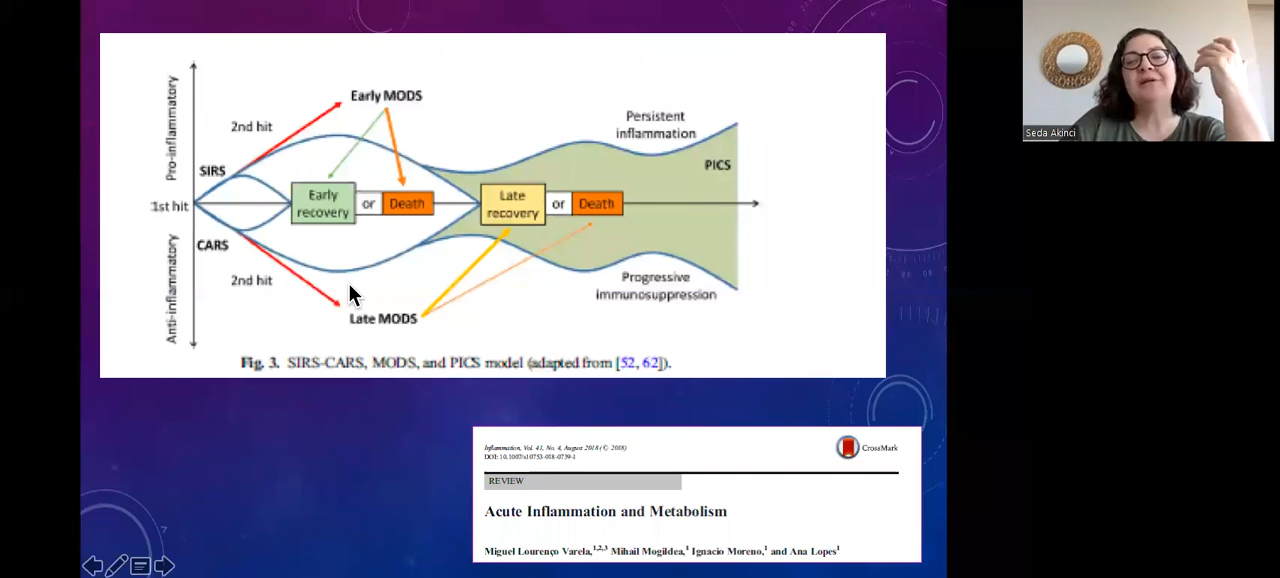 Pro-inflammatory
Anti-inflammatory
Early MODS
2nd hit
SIRS
1st hit
CARS
2nd hit
Early
recovery
or
Death
Late MODS
Late
recovery
or
Death
Persistent
inflammation
PICS
Progressive
immunosuppression
Fig. 3. SIRS-CARS, MODS, and PICS model (adapted from [52, 62]).
Seda Akinci
Inflammation, Vol. 41, No. 4, August 2018 (© 2018)
DOI: 10.1007/s10753-018-0739-1
CrossMark
REVIEW
Acute Inflammation and Metabolism
Miguel Lourenço Varela,1,2,3 Mihail Mogildea,1 Ignacio Moreno,1 and Ana Lopes1
7